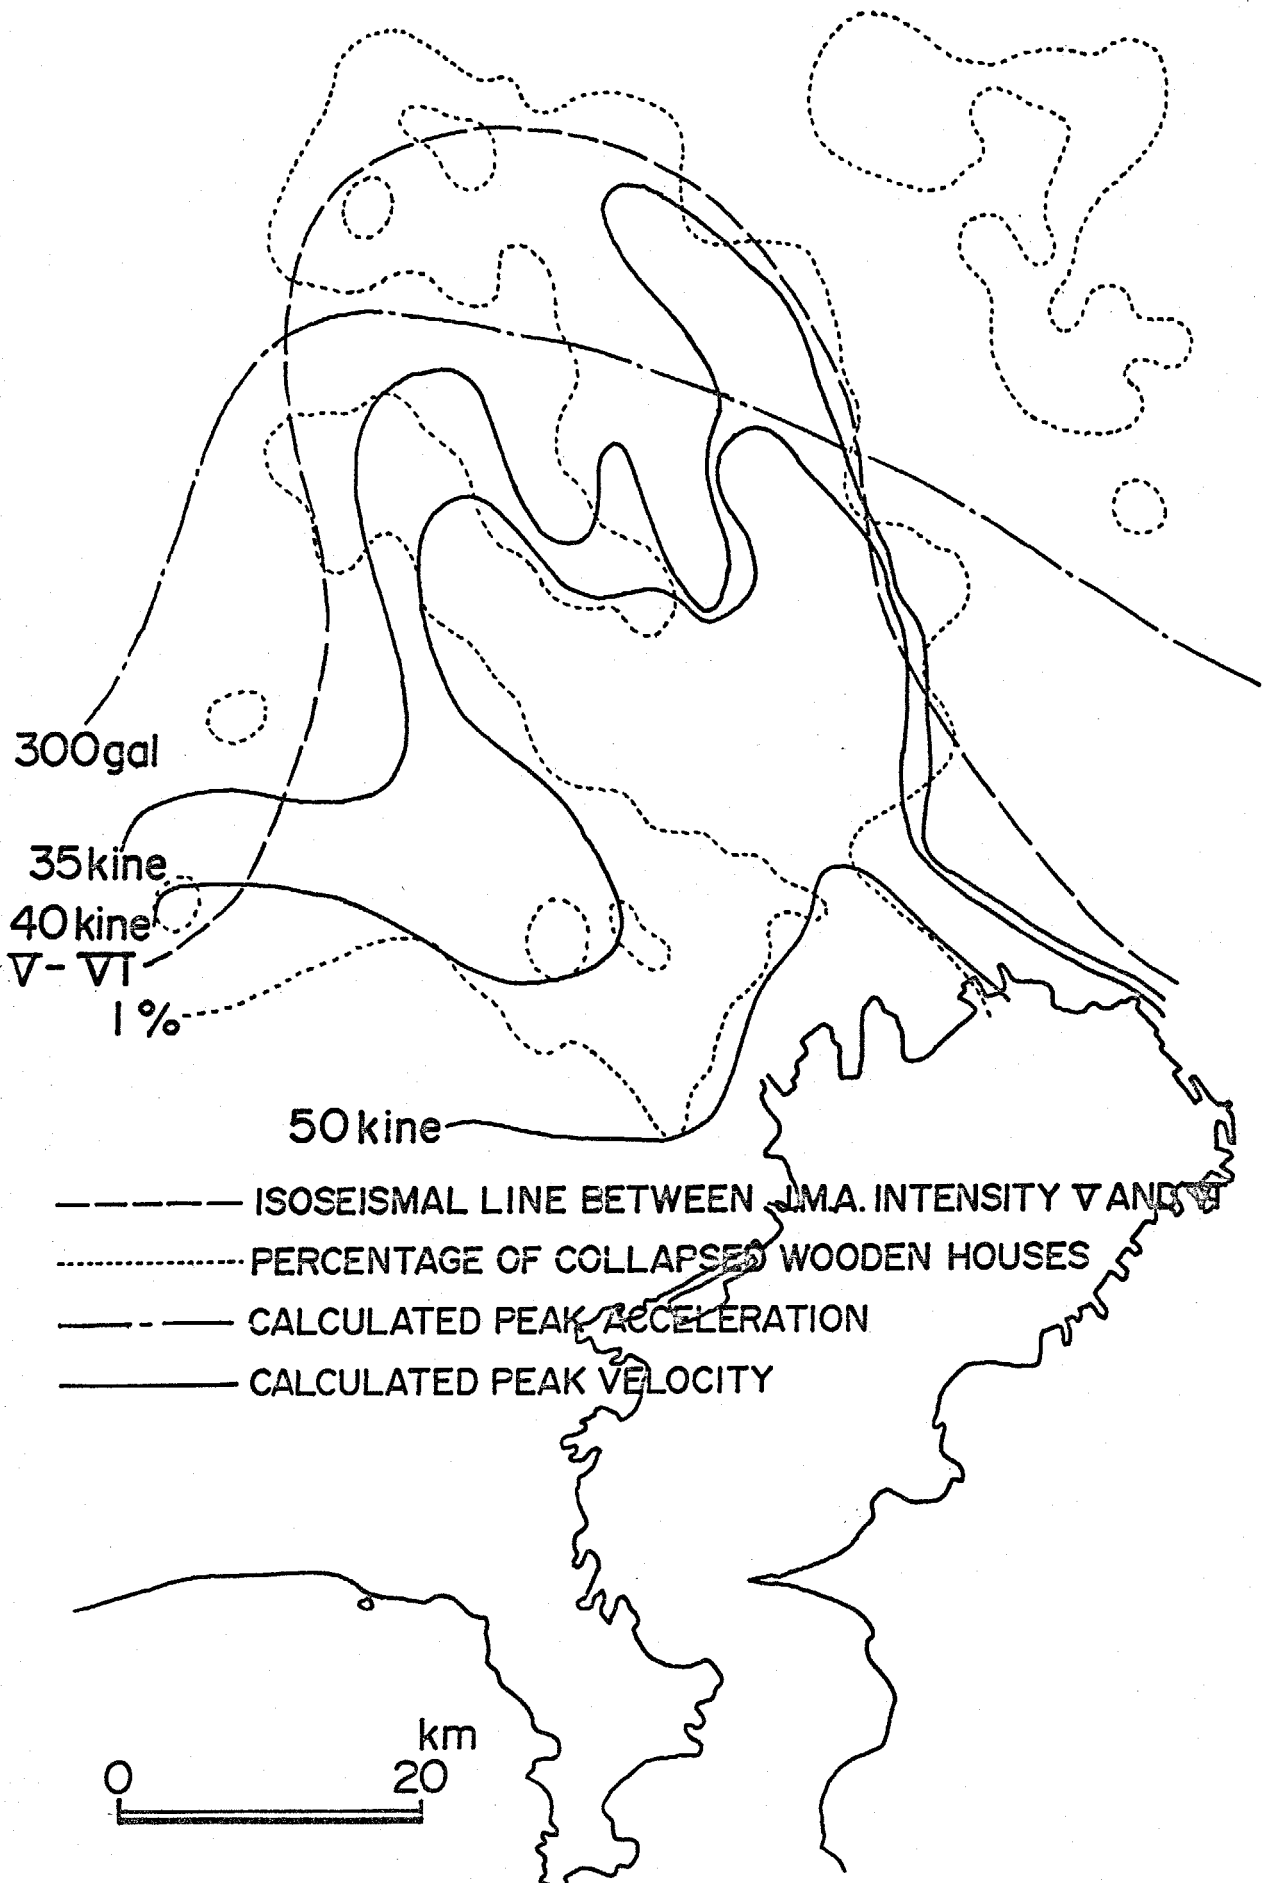 300gal
35kine
40kine
V-VI
1%
50kine
ISOSEISMAL LINE BETWEEN J.M.A. INTENSITY V AND VI
PERCENTAGE OF COLLAPSED WOODEN HOUSES
CALCULATED PEAK ACCELERATION
CALCULATED PEAK VELOCITY
km
0 20